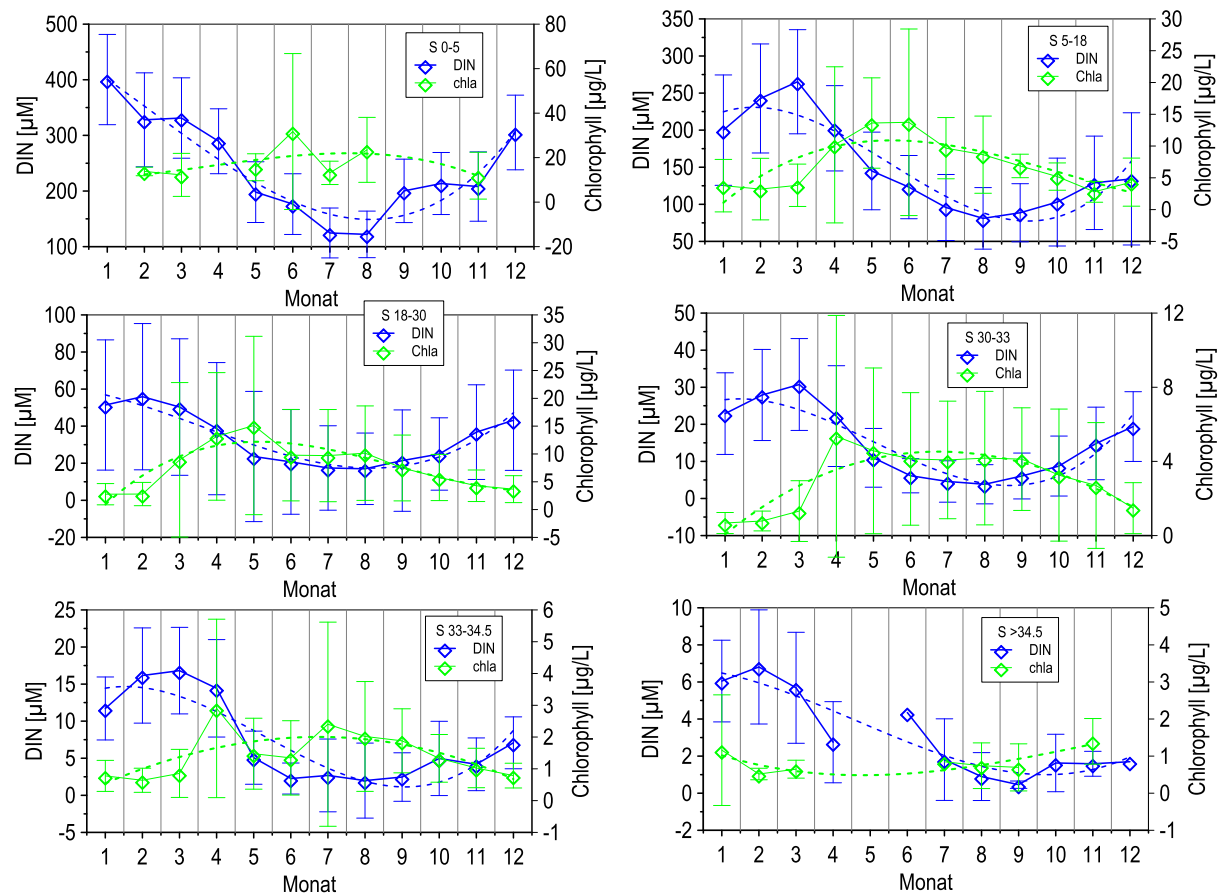 S 0-5
DIN
chla
DIN [µM]
500
400
300
200
100
Chlorophyll [µg/L]
80
60
40
20
0
-20
1 2 3 4 5 6 7 8 9 10 11 12
Monat
S 5-18
DIN
Chla
DIN [µM]
350
300
250
200
150
100
50
Chlorophyll [µg/L]
30
25
20
15
10
5
0
-5
1 2 3 4 5 6 7 8 9 10 11 12
Monat
S 18-30
DIN
Chla
DIN [µM]
100
80
60
40
20
0
-20
Chlorophyll [µg/L]
35
30
25
20
15
10
5
0
-5
1 2 3 4 5 6 7 8 9 10 11 12
Monat
S 30-33
DIN
Chla
DIN [µM]
50
40
30
20
10
0
-10
Chlorophyll [µg/L]
12
8
4
0
1 2 3 4 5 6 7 8 9 10 11 12
Monat
S 33-34.5
DIN
chla
DIN [µM]
25
20
15
10
5
0
-5
Chlorophyll [µg/L]
6
5
4
3
2
1
0
-1
1 2 3 4 5 6 7 8 9 10 11 12
Monat
S >34.5
DIN
chla
DIN [µM]
10
8
6
4
2
0
-2
Chlorophyll [µg/L]
5
4
3
2
1
0
-1
1 2 3 4 5 6 7 8 9 10 11 12
Monat